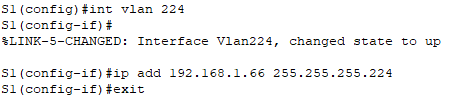 S1(config)#int vlan 224
S1(config-if)#
%LINK-5-CHANGED: Interface Vlan224, changed state to up
S1(config-if)#ip add 192.168.1.66 255.255.255.224
S1(config-if)#exit